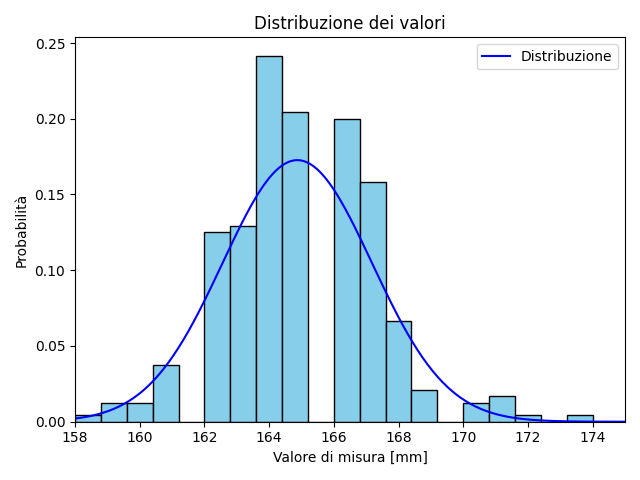 Distribuzione dei valori
Distribuzione
0.25
0.20
0.15
0.10
0.05
0.00
Probabilità
158 160 162 164 166 168 170 172 174
Valore di misura [mm]